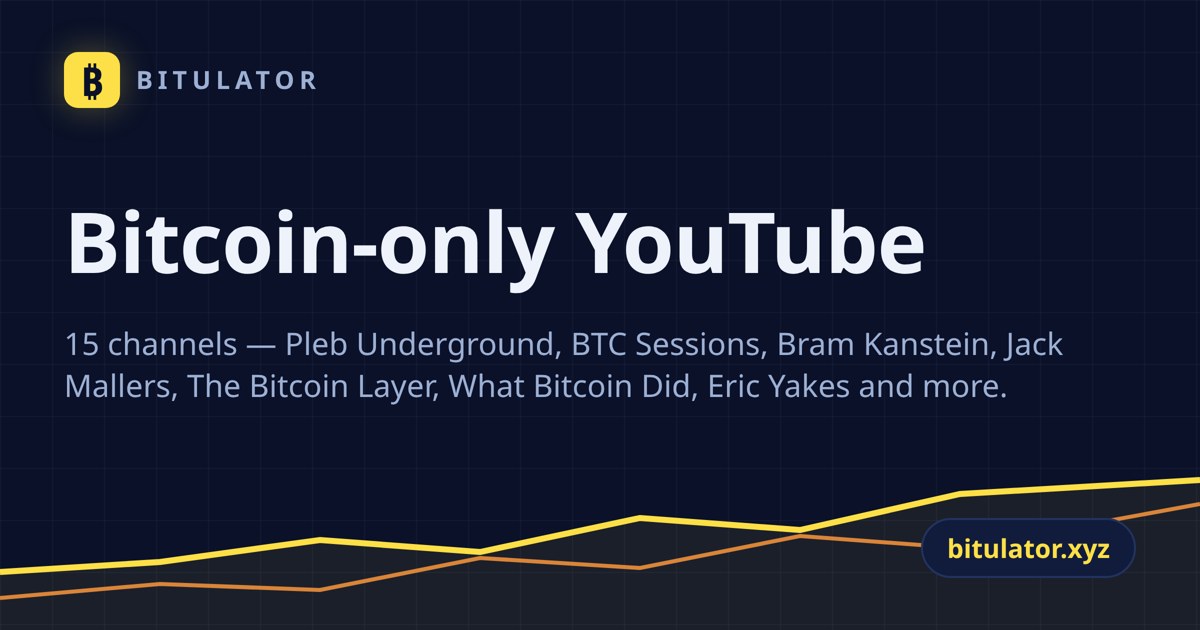 BITULATOR
Bitcoin-only YouTube
15 channels — Pleb Underground, BTC Sessions, Bram Kanstein, Jack
Mallers, The Bitcoin Layer, What Bitcoin Did, Eric Yakes and more.
bitulator.xyz